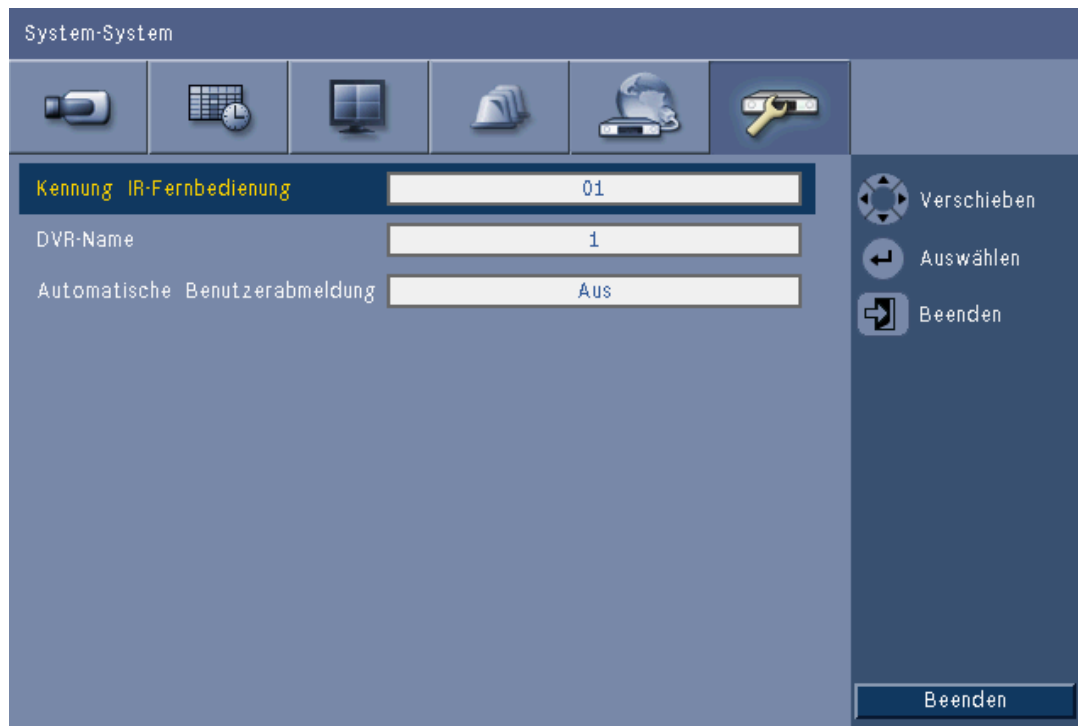 System-System
Kennung IR-Fernbedienung 01
DVR-Name 1
Automatische Benutzerabmeldung Aus
Verschieben
Auswählen
Beenden
Beenden